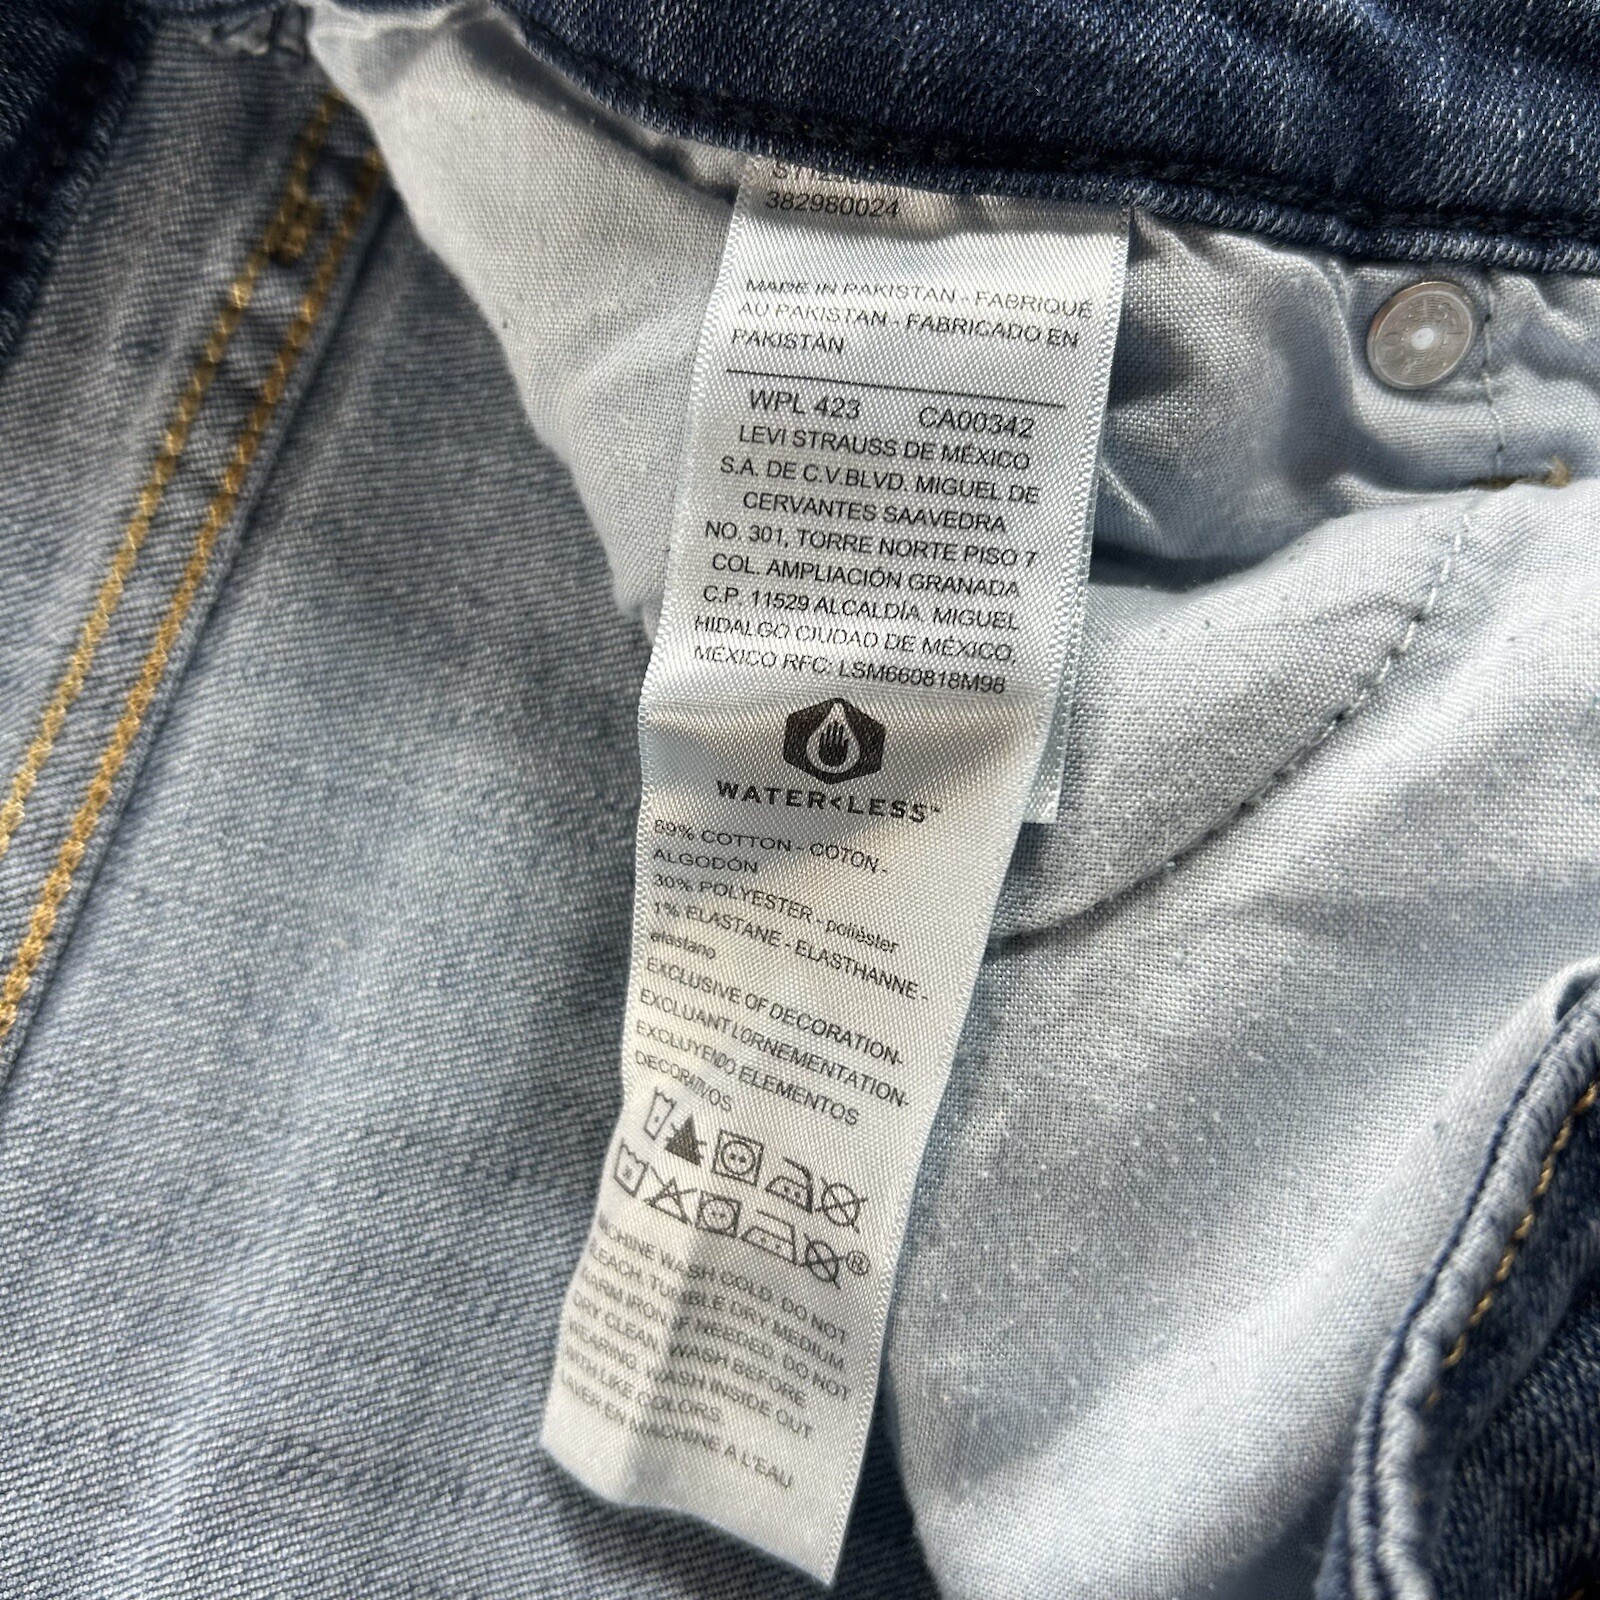 382980024
MADE IN PAKISTAN - FABRIQUÉ
AU PAKISTAN - FABRICADO EN
PAKISTÁN
WPL 423 CA00342
LEVI STRAUSS DE MÉXICO
S.A. DE C.V.BLVD. MIGUEL DE
CERVANTES SAAVEDRA
NO. 301, TORRE NORTE PISO 7
COL. AMPLIACIÓN GRANADA
C.P. 11529 ALCALDÍA. MIGUEL
HIDALGO CIUDAD DE MÉXICO,
MÉXICO RFC: LSM660818M98
WATER<LESS™
69% COTTON - COTON -
ALGODÓN
30% POLYESTER - poliéster
1% ELASTANE - ELASTHANNE -
elastano
EXCLUSIVE OF DECORATION-
EXCLUANT LORNEMENTATION-
EXCLUYENDO ELEMENTOS
DECORATIVOS
®
MACHINE WASH COLD. DO NOT
BLEACH. TUMBLE DRY MEDIUM
WARM IRON IF NEEDED. DO NOT
DRY CLEAN. WASH BEFORE
WEARING. WASH INSIDE OUT
WITH LIKE COLORS
LAVER EN MACHINE A L'EAU